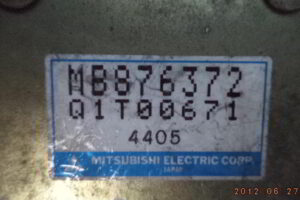 MB876372
Q1T00671
4405
MITSUBISHI ELECTRIC CORP.
JAPAN
2012 06 27